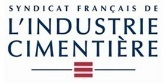 SYNDICAT FRANÇAIS DE
L'INDUSTRIE
CIMENTIÈRE